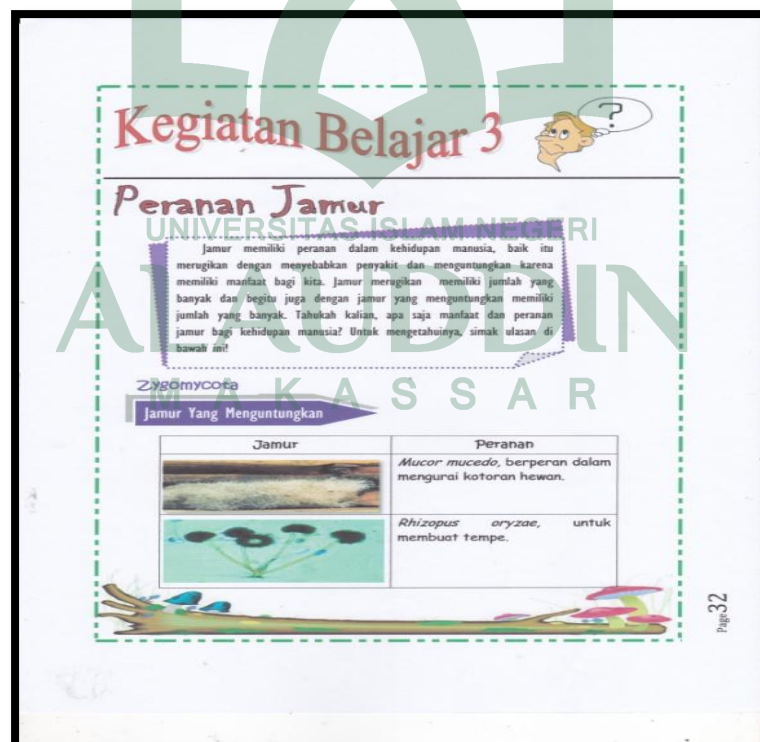 Kegiatan Belajar 3
?
Peranan Jamur
UNIVERSITAS ISLAM NEGERI
Jamur memiliki peranan dalam kehidupan manusia, baik itu
merugikan dengan menyebabkan penyakit dan menguntungkan karena
memiliki manfaat bagi kita. Jamur merugikan memiliki jumlah yang
banyak dan begitu juga dengan jamur yang menguntungkan memiliki
jumlah yang banyak. Tahukah kalian, apa saja manfaat dan peranan
jamur bagi kehidupan manusia? Untuk mengetahuinya, simak ulasan di
bawah ini!
ALAUDDIN
Zygomycota
MAKASSAR
Jamur Yang Menguntungkan
Jamur Peranan
Mucor mucedo, berperan dalam
mengurai kotoran hewan.
Rhizopus oryzae, untuk
membuat tempe.
Page 32